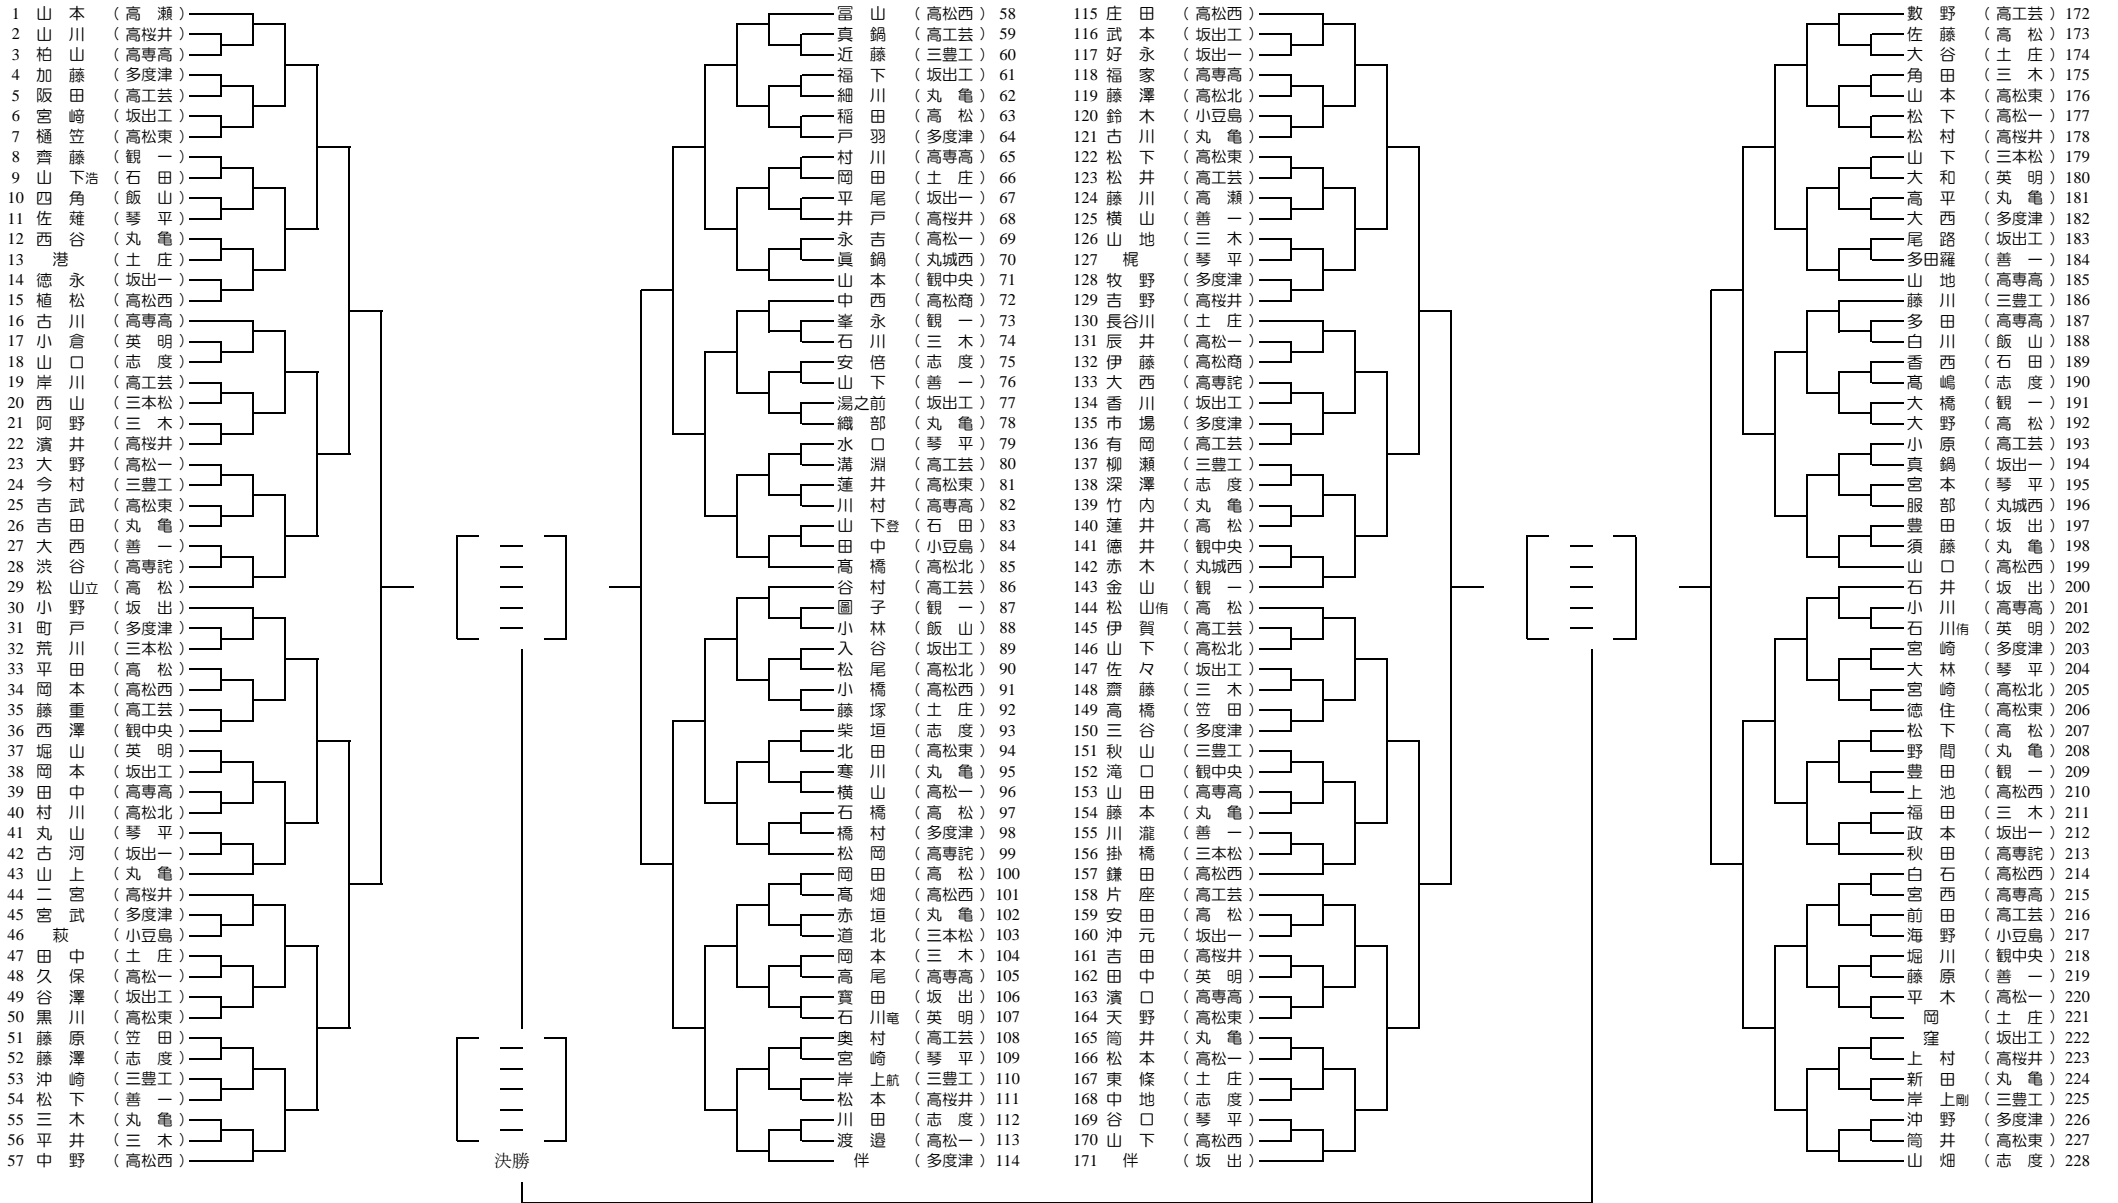 1 山 本 （高 瀬）
2 山 川 （高桜井）
3 柏 山 （高専高）
4 加 藤 （多度津）
5 阪 田 （高工芸）
6 宮 﨑 （坂出工）
7 樋 笠 （高松東）
8 齊 藤 （観 一）
9 山 下浩 （石 田）
10 四 角 （飯 山）
11 佐 薙 （琴 平）
12 西 谷 （丸 亀）
13 港 （土 庄）
14 徳 永 （坂出一）
15 植 松 （高松西）
16 古 川 （高専高）
17 小 倉 （英 明）
18 山 口 （志 度）
19 岸 川 （高工芸）
20 西 山 （三本松）
21 阿 野 （三 木）
22 濱 井 （高桜井）
23 大 野 （高松一）
24 今 村 （三豊工）
25 吉 武 （高松東）
26 吉 田 （丸 亀）
27 大 西 （善 一）
28 渋 谷 （高専詫）
29 松 山立 （高 松）
30 小 野 （坂 出）
31 町 戸 （多度津）
32 荒 川 （三本松）
33 平 田 （高 松）
34 岡 本 （高松西）
35 藤 重 （高工芸）
36 西 澤 （観中央）
37 堀 山 （英 明）
38 岡 本 （坂出工）
39 田 中 （高専高）
40 村 川 （高松北）
41 丸 山 （琴 平）
42 古 河 （坂出一）
43 山 上 （丸 亀）
44 二 宮 （高桜井）
45 宮 武 （多度津）
46 萩 （小豆島）
47 田 中 （土 庄）
48 久 保 （高松一）
49 谷 澤 （坂出工）
50 黒 川 （高松東）
51 藤 原 （笠 田）
52 藤 澤 （志 度）
53 沖 崎 （三豊工）
54 松 下 （善 一）
55 三 木 （丸 亀）
56 平 井 （三 木）
57 中 野 （高松西）
決勝
冨 山 （高松西） 58
真 鍋 （高工芸） 59
近 藤 （三豊工） 60
福 下 （坂出工） 61
細 川 （丸 亀） 62
稲 田 （高 松） 63
戸 羽 （多度津） 64
村 川 （高専高） 65
岡 田 （土 庄） 66
平 尾 （坂出一） 67
井 戸 （高桜井） 68
永 吉 （高松一） 69
眞 鍋 （丸城西） 70
山 本 （観中央） 71
中 西 （高松商） 72
峯 永 （観 一） 73
石 川 （三 木） 74
安 倍 （志 度） 75
山 下 （善 一） 76
湯之前 （坂出工） 77
織 部 （丸 亀） 78
水 口 （琴 平） 79
溝 淵 （高工芸） 80
蓮 井 （高松東） 81
川 村 （高専高） 82
山 下登 （石 田） 83
田 中 （小豆島） 84
髙 橋 （高松北） 85
谷 村 （高工芸） 86
圖 子 （観 一） 87
小 林 （飯 山） 88
入 谷 （坂出工） 89
松 尾 （高松北） 90
小 橋 （高松西） 91
藤 塚 （土 庄） 92
柴 垣 （志 度） 93
北 田 （高松東） 94
寒 川 （丸 亀） 95
横 山 （高松一） 96
石 橋 （高 松） 97
橋 村 （多度津） 98
松 岡 （高専詫） 99
岡 田 （高 松） 100
髙 畑 （高松西） 101
赤 垣 （丸 亀） 102
道 北 （三本松） 103
岡 本 （三 木） 104
高 尾 （高専高） 105
寳 田 （坂 出） 106
石 川竜 （英 明） 107
奥 村 （高工芸） 108
宮 崎 （琴 平） 109
岸 上航 （三豊工） 110
松 本 （高桜井） 111
川 田 （志 度） 112
渡 邉 （高松一） 113
伴 （多度津） 114
115 庄 田 （高松西）
116 武 本 （坂出工）
117 好 永 （坂出一）
118 福 家 （高専高）
119 藤 澤 （高松北）
120 鈴 木 （小豆島）
121 古 川 （丸 亀）
122 松 下 （高松東）
123 松 井 （高工芸）
124 藤 川 （高 瀬）
125 横 山 （善 一）
126 山 地 （三 木）
127 梶 （琴 平）
128 牧 野 （多度津）
129 吉 野 （高桜井）
130 長谷川 （土 庄）
131 辰 井 （高松一）
132 伊 藤 （高松商）
133 大 西 （高専詫）
134 香 川 （坂出工）
135 市 場 （多度津）
136 有 岡 （高工芸）
137 柳 瀬 （三豊工）
138 深 澤 （志 度）
139 竹 内 （丸 亀）
140 蓮 井 （高 松）
141 徳 井 （観中央）
142 赤 木 （丸城西）
143 金 山 （観 一）
144 松 山侑 （高 松）
145 伊 賀 （高工芸）
146 山 下 （高松北）
147 佐 々 （坂出工）
148 齋 藤 （三 木）
149 高 橋 （笠 田）
150 三 谷 （多度津）
151 秋 山 （三豊工）
152 滝 口 （観中央）
153 山 田 （高専高）
154 藤 本 （丸 亀）
155 川 瀧 （善 一）
156 掛 橋 （三本松）
157 鎌 田 （高松西）
158 片 座 （高工芸）
159 安 田 （高 松）
160 沖 元 （坂出一）
161 吉 田 （高桜井）
162 田 中 （英 明）
163 濱 口 （高専高）
164 天 野 （高松東）
165 筒 井 （丸 亀）
166 松 本 （高松一）
167 東 條 （土 庄）
168 中 地 （志 度）
169 谷 口 （琴 平）
170 山 下 （高松西）
171 伴 （坂 出）
數 野 （高工芸） 172
佐 藤 （高 松） 173
大 谷 （土 庄） 174
角 田 （三 木） 175
山 本 （高松東） 176
松 下 （高松一） 177
松 村 （高桜井） 178
山 下 （三本松） 179
大 和 （英 明） 180
高 平 （丸 亀） 181
大 西 （多度津） 182
尾 路 （坂出工） 183
多田羅 （善 一） 184
山 地 （高専高） 185
藤 川 （三豊工） 186
多 田 （高専高） 187
白 川 （飯 山） 188
香 西 （石 田） 189
髙 嶋 （志 度） 190
大 橋 （観 一） 191
大 野 （高 松） 192
小 原 （高工芸） 193
真 鍋 （坂出一） 194
宮 本 （琴 平） 195
服 部 （丸城西） 196
豊 田 （坂 出） 197
須 藤 （丸 亀） 198
山 口 （高松西） 199
石 井 （坂 出） 200
小 川 （高専高） 201
石 川侑 （英 明） 202
宮 崎 （多度津） 203
大 林 （琴 平） 204
宮 崎 （高松北） 205
徳 住 （高松東） 206
松 下 （高 松） 207
野 間 （丸 亀） 208
豊 田 （観 一） 209
上 池 （高松西） 210
福 田 （三 木） 211
政 本 （坂出一） 212
秋 田 （高専詫） 213
白 石 （高松西） 214
宮 西 （高専高） 215
前 田 （高工芸） 216
海 野 （小豆島） 217
堀 川 （観中央） 218
藤 原 （善 一） 219
平 木 （高松一） 220
岡 （土 庄） 221
窪 （坂出工） 222
上 村 （高桜井） 223
新 田 （丸 亀） 224
岸 上剛 （三豊工） 225
沖 野 （多度津） 226
筒 井 （高松東） 227
山 畑 （志 度） 228